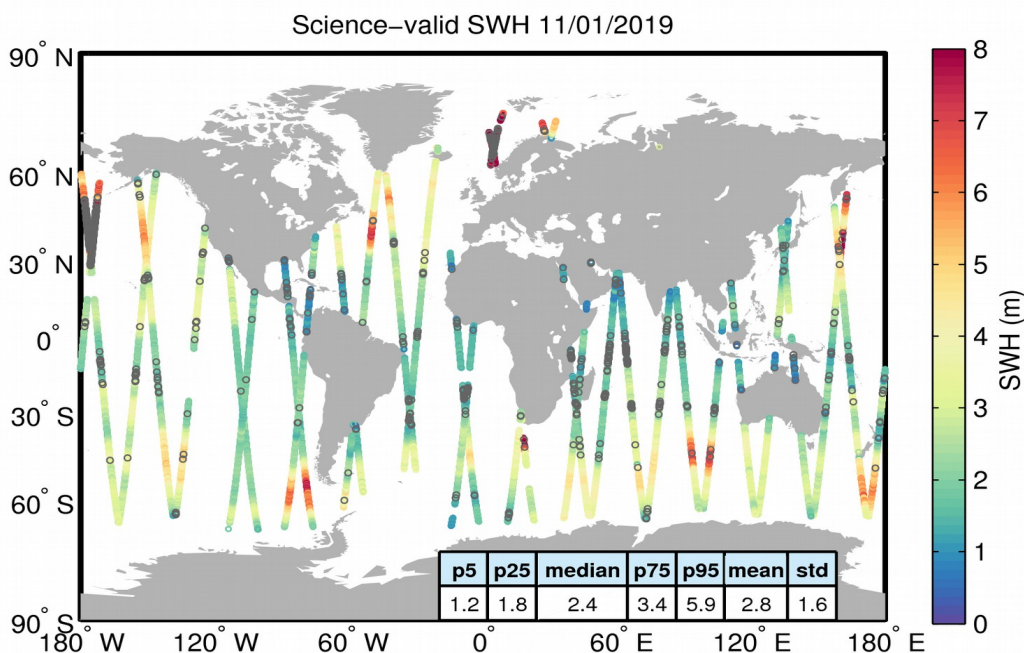 Science−valid SWH 11/01/2019
90° N
60° N
30° N
0°
30° S
60° S
90° S
180° W
120° W
60° W
0°
60° E
120° E
180° E
p5 p25 median p75 p95 mean std
1.2 1.8 2.4 3.4 5.9 2.8 1.6
8
7
6
5
4
3
2
1
0
SWH (m)